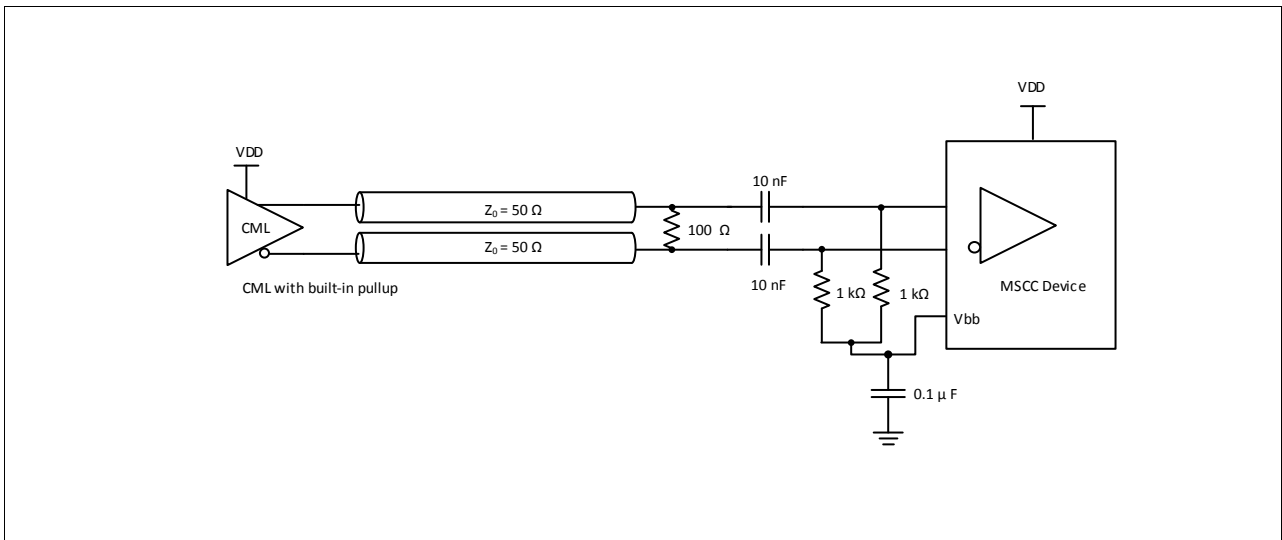 VDD
VDD
10 nF
CML
Z₀ = 50 Ω
100 Ω
Z₀ = 50 Ω
10 nF
CML with built-in pullup
1 kΩ
1 kΩ
MSCC Device
Vbb
0.1 µ F